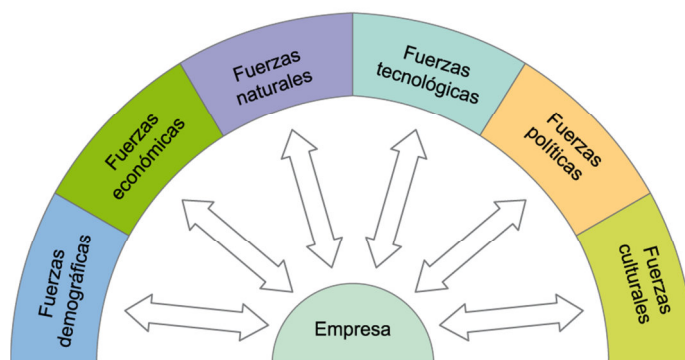 Fuerzas
demográficas
Fuerzas
económicas
Fuerzas
naturales
Fuerzas
tecnológicas
Fuerzas
políticas
Fuerzas
culturales
Empresa